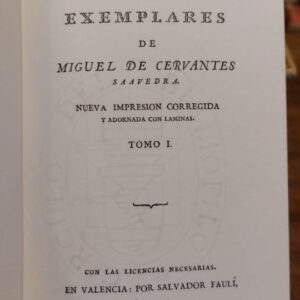 EXEMPLARES
DE
MIGUEL DE CERVANTES
SAAVEDRA.
NUEVA IMPRESION CORREGIDA
Y ADORNADA CON LAMINAS.
TOMO I.
CON LAS LICENCIAS NECESARIAS.
EN VALENCIA: POR SALVADOR FAULÍ,